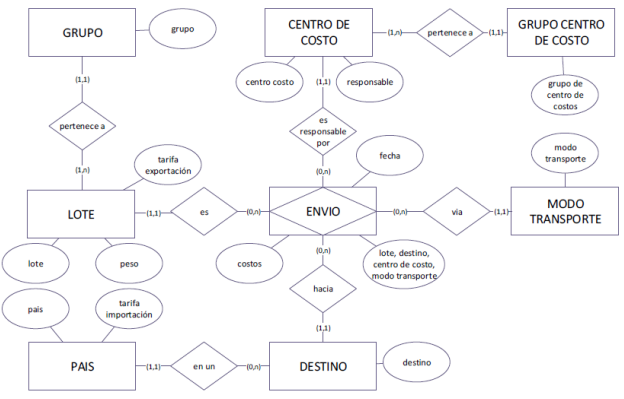 GRUPO
grupo
CENTRO DE
COSTO
(1,n)
pertenece a
(1,1)
GRUPO CENTRO
DE COSTO
(1,1)
centro costo
(1,1)
responsable
grupo de
centro de
costos
pertenece a
es
responsable
por
(1,n)
tarifa
exportación
(0,n)
fecha
modo
transporte
LOTE
(1,1)
es
(0,n)
ENVIO
(0,n)
via
(1,1)
MODO
TRANSPORTE
lote
peso
costos
(0,n)
lote, destino,
centro de costo,
modo transporte
hacia
pais
tarifa
importación
(1,1)
PAIS
(1,1)
en un
(0,n)
DESTINO
destino